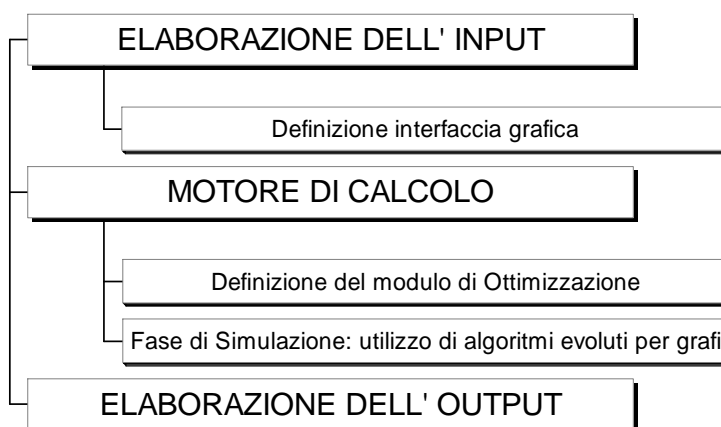 ELABORAZIONE DELL' INPUT
Definizione interfaccia grafica
MOTORE DI CALCOLO
Definizione del modulo di Ottimizzazione
Fase di Simulazione: utilizzo di algoritmi evoluti per grafi
ELABORAZIONE DELL' OUTPUT